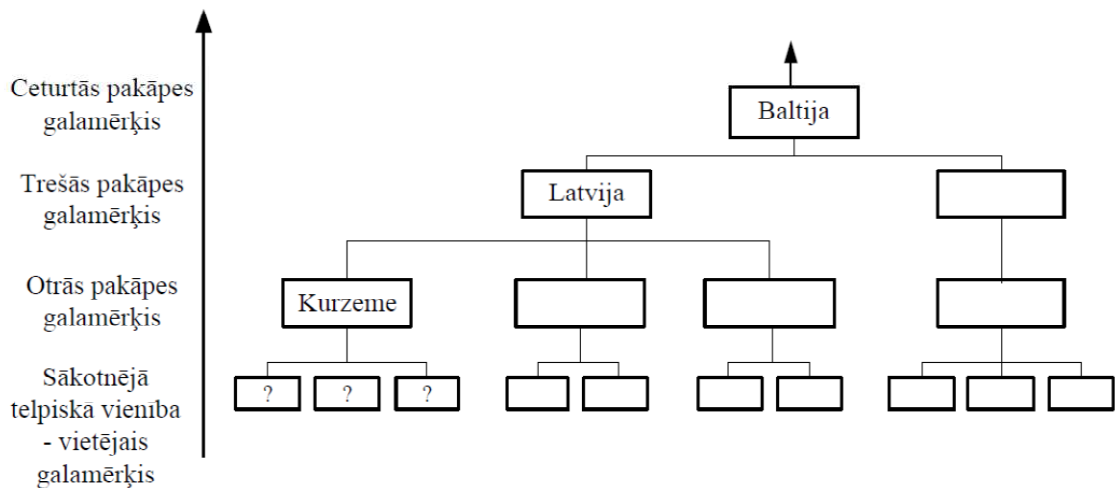 Ceturtās pakāpes
galamērķis
Baltija
Trešās pakāpes
galamērķis
Latvija
Otrās pakāpes
galamērķis
Kurzeme
Sākotnējā
telpiskā vienība
- vietējais
galamērķis
? ? ?